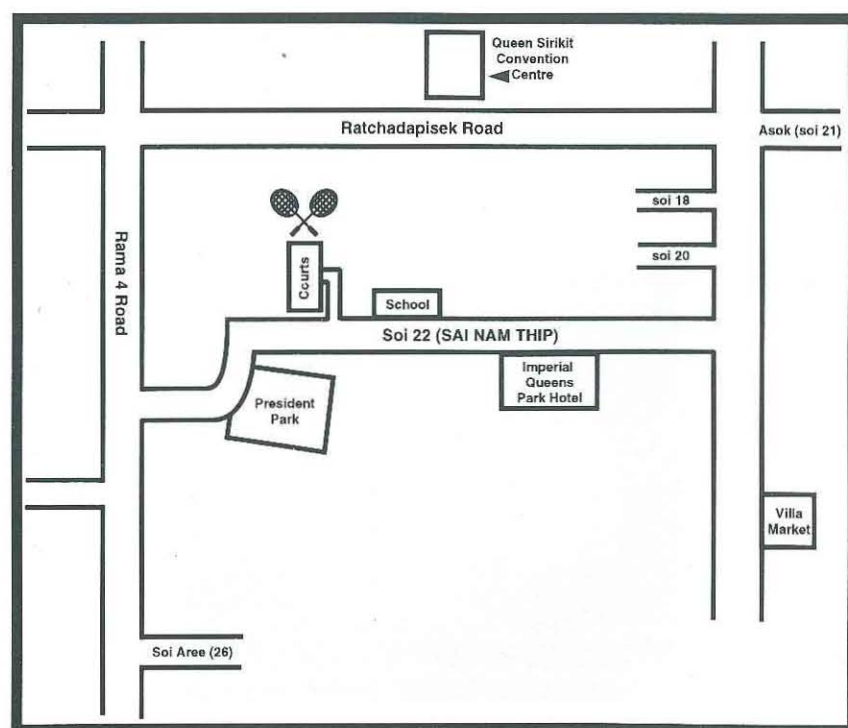 Queen Sirikit
Convention
Centre
Ratchadapisek Road
Asok (soi 21)
soi 18
soi 20
Rama 4 Road
Courts
School
Soi 22 (SAI NAM THIP)
Imperial
Queens
Park Hotel
President
Park
Villa
Market
Soi Aree (26)